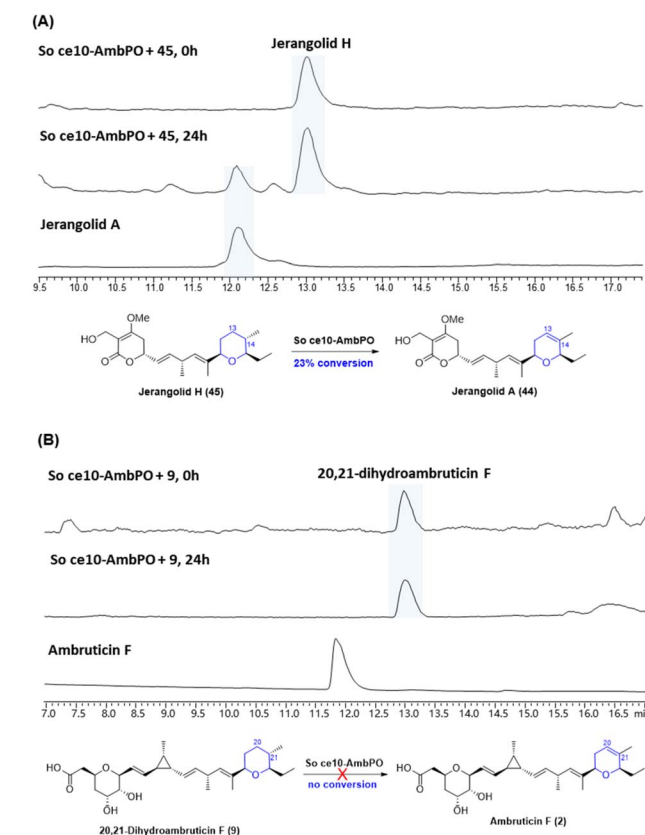 (A)
Jerangolid H
So ce10-AmbPO + 45, 0h
So ce10-AmbPO + 45, 24h
Jerangolid A
9.5 10.0 10.5 11.0 11.5 12.0 12.5 13.0 13.5 14.0 14.5 15.0 15.5 16.0 16.5 17.0
HO OMe O O 13 14 O
So ce10-AmbPO
23% conversion
HO OMe O O 13 14 O
Jerangolid H (45) Jerangolid A (44)
(B)
20,21-dihydroambruticin F
So ce10-AmbPO + 9, 0h
So ce10-AmbPO + 9, 24h
Ambruticin F
7.0 7.5 8.0 8.5 9.0 9.5 10.0 10.5 11.0 11.5 12.0 12.5 13.0 13.5 14.0 14.5 15.0 15.5 16.0 16.5 mi
HO O O OH OH 20 21 O
So ce10-AmbPO
no conversion
HO O O OH OH 20 21 O
20,21-Dihydroambruticin F (9) Ambruticin F (2)